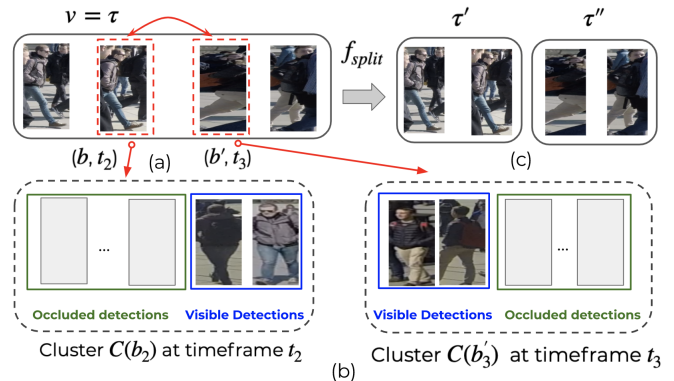 v = τ
f_split
τ′
τ″
(b, t₂)
(a)
(b′, t₃)
(c)
...
Occluded detections
Visible Detections
...
Visible Detections
Occluded detections
Cluster C(b₂) at timeframe t₂
(b)
Cluster C(b₃′) at timeframe t₃